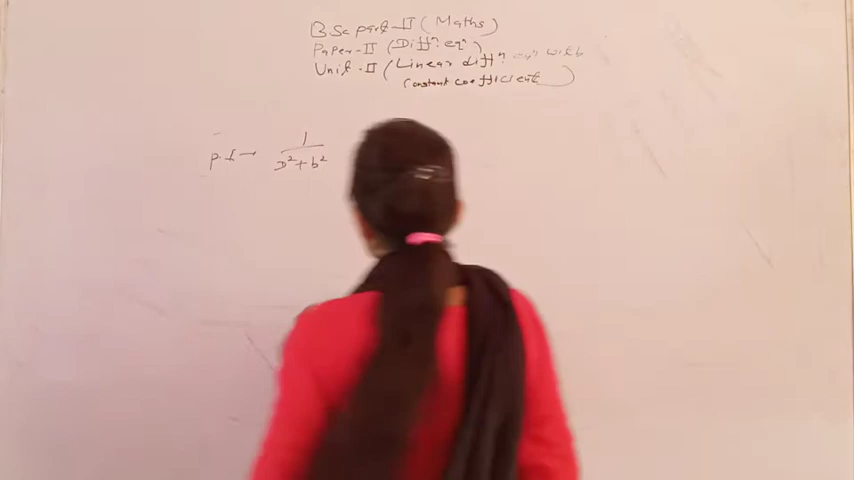 B.Sc part-II (Maths)
Paper-II (Diffn. eqn)
Unit-II (Linear diffn eqn with
constant coefficient)
P.I → 1
D²+b²